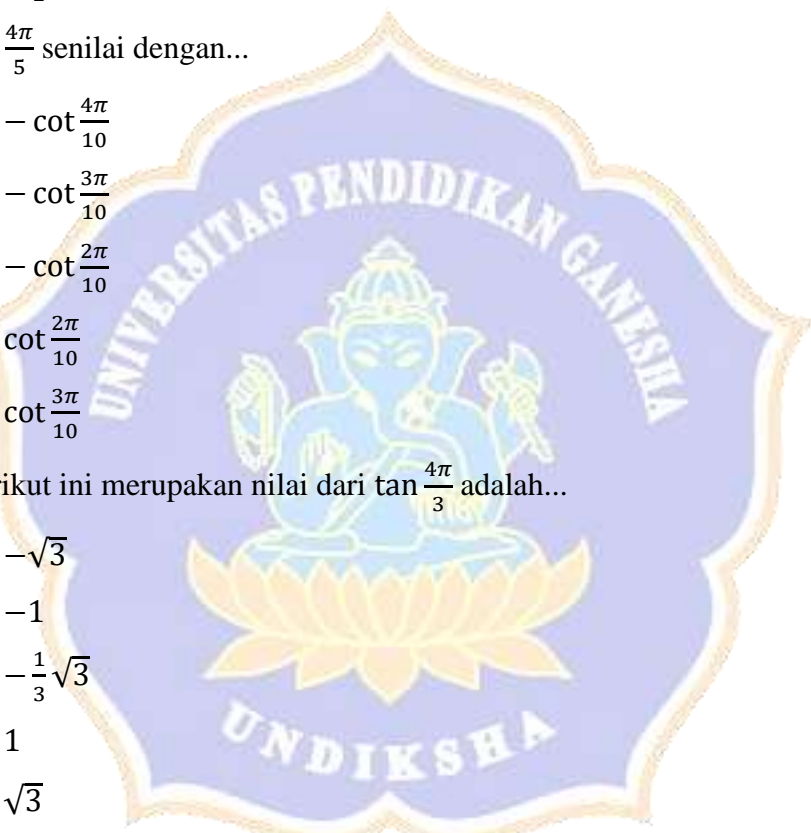 4π/5 senilai dengan...
− cot 4π/10
− cot 3π/10
− cot 2π/10
cot 2π/10
cot 3π/10
ikut ini merupakan nilai dari tan 4π/3 adalah...
−√3
−1
−1/3 √3
1
√3
UNIVERSITAS PENDIDIKAN GANESHA
UNDIKSHA